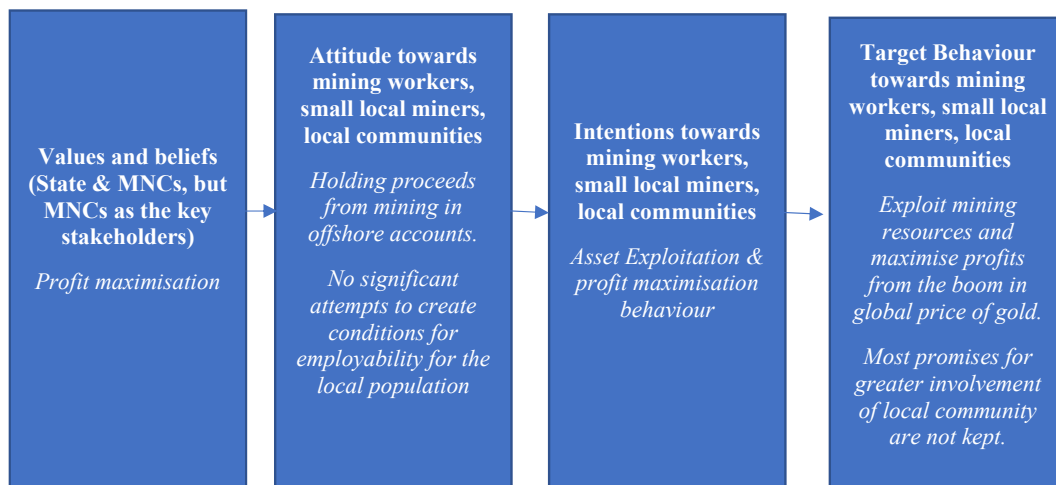 Values and beliefs
(State & MNCs, but
MNCs as the key
stakeholders)
Profit maximisation
Attitude towards
mining workers,
small local miners,
local communities
Holding proceeds
from mining in
offshore accounts.
No significant
attempts to create
conditions for
employability for the
local population
Intentions towards
mining workers,
small local miners,
local communities
Asset Exploitation &
profit maximisation
behaviour
Target Behaviour
towards mining
workers, small local
miners, local
communities
Exploit mining
resources and
maximise profits
from the boom in
global price of gold.
Most promises for
greater involvement
of local community
are not kept.